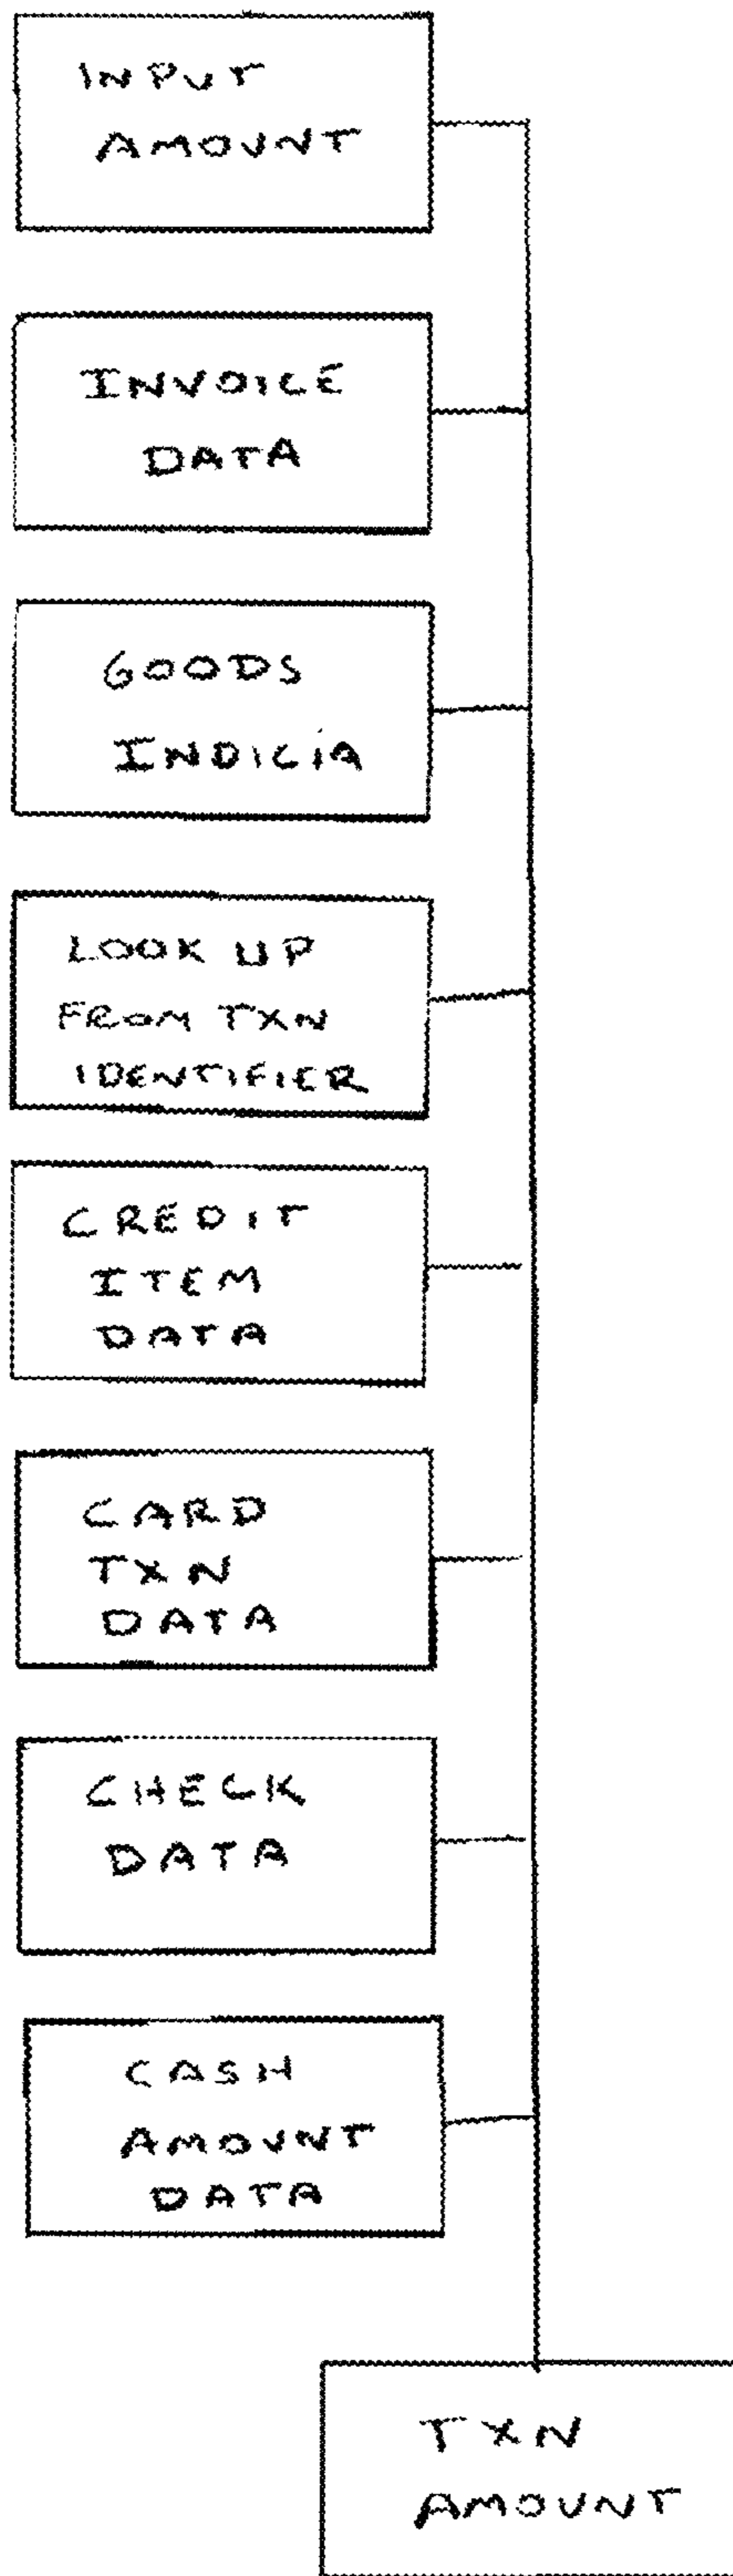 INPUT
AMOUNT
INVOICE
DATA
GOODS
INDICIA
LOOK UP
FROM TXN
IDENTIFIER
CREDIT
ITEM
DATA
CARD
TXN
DATA
CHECK
DATA
CASH
AMOUNT
DATA
TXN
AMOUNT